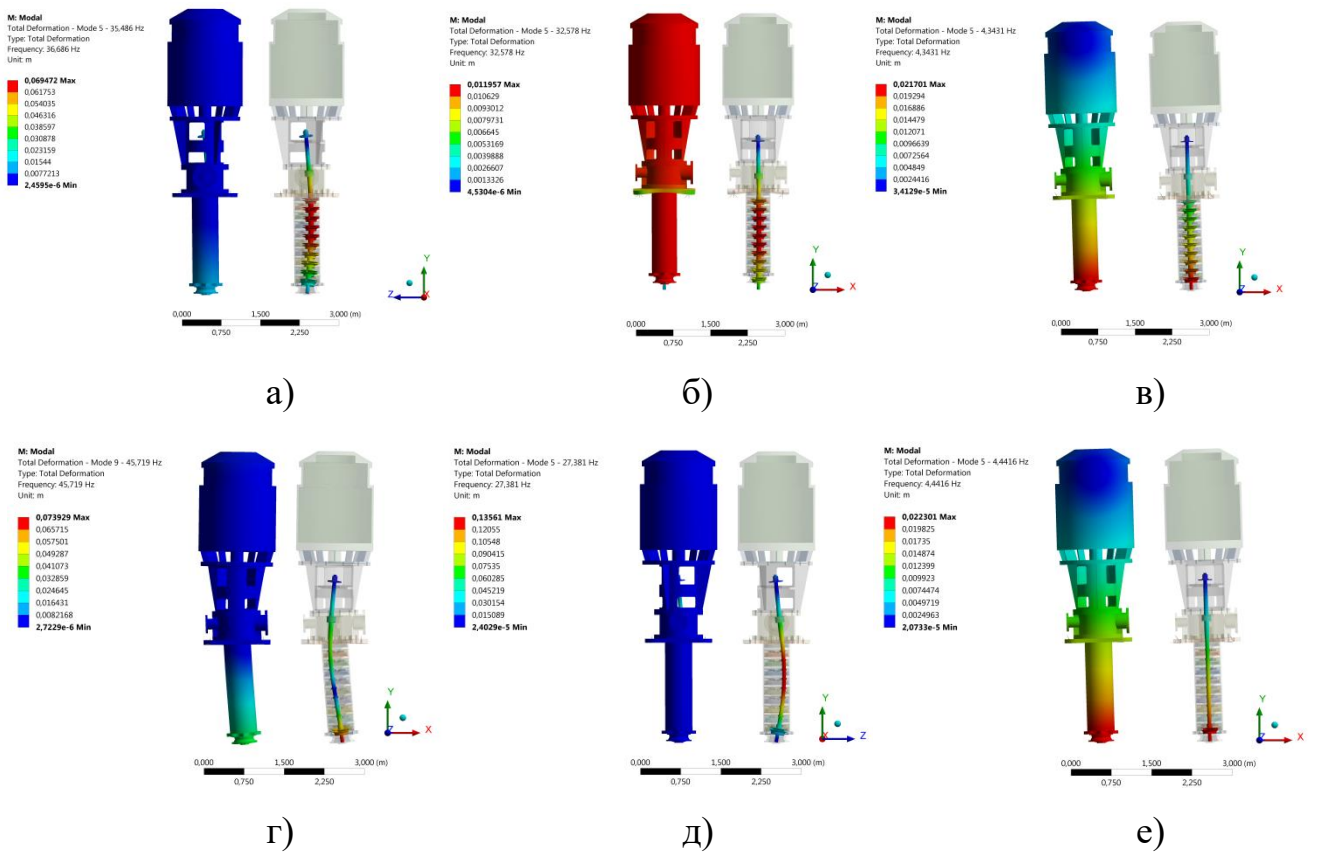 M: Modal
Total Deformation - Mode 5 - 35,486 Hz
Type: Total Deformation
Frequency: 36,686 Hz
Unit: m
0,069472 Max
0,061753
0,054035
0,046316
0,038597
0,030878
0,023159
0,01544
0,0077213
2,4595e-6 Min
Y
Z
X
0,000
1,500
3,000 (m)
0,750
2,250
а)
M: Modal
Total Deformation - Mode 5 - 32,578 Hz
Type: Total Deformation
Frequency: 32,578 Hz
Unit: m
0,011957 Max
0,010629
0,0093012
0,0079731
0,006645
0,0053169
0,0039888
0,0026607
0,0013326
4,5304e-6 Min
Y
Z
X
0,000
1,500
3,000 (m)
0,750
2,250
б)
M: Modal
Total Deformation - Mode 5 - 4,3431 Hz
Type: Total Deformation
Frequency: 4,3431 Hz
Unit: m
0,021701 Max
0,019294
0,016886
0,014479
0,012071
0,0096639
0,0072564
0,004849
0,0024416
3,4129e-5 Min
Y
Z
X
0,000
1,500
3,000 (m)
0,750
2,250
в)
M: Modal
Total Deformation - Mode 9 - 45,719 Hz
Type: Total Deformation
Frequency: 45,719 Hz
Unit: m
0,073929 Max
0,065715
0,057501
0,049287
0,041073
0,032859
0,024645
0,016431
0,0082168
2,7229e-6 Min
Y
Z
X
0,000
1,500
3,000 (m)
0,750
2,250
г)
M: Modal
Total Deformation - Mode 5 - 27,381 Hz
Type: Total Deformation
Frequency: 27,381 Hz
Unit: m
0,13561 Max
0,12055
0,10548
0,090415
0,07535
0,060285
0,045219
0,030154
0,015089
2,4029e-5 Min
Y
X
Z
0,000
1,500
3,000 (m)
0,750
2,250
д)
M: Modal
Total Deformation - Mode 5 - 4,4416 Hz
Type: Total Deformation
Frequency: 4,4416 Hz
Unit: m
0,022301 Max
0,019825
0,01735
0,014874
0,012399
0,009923
0,0074474
0,0049719
0,0024963
2,0733e-5 Min
Y
Z
X
0,000
1,500
3,000 (m)
0,750
2,250
е)